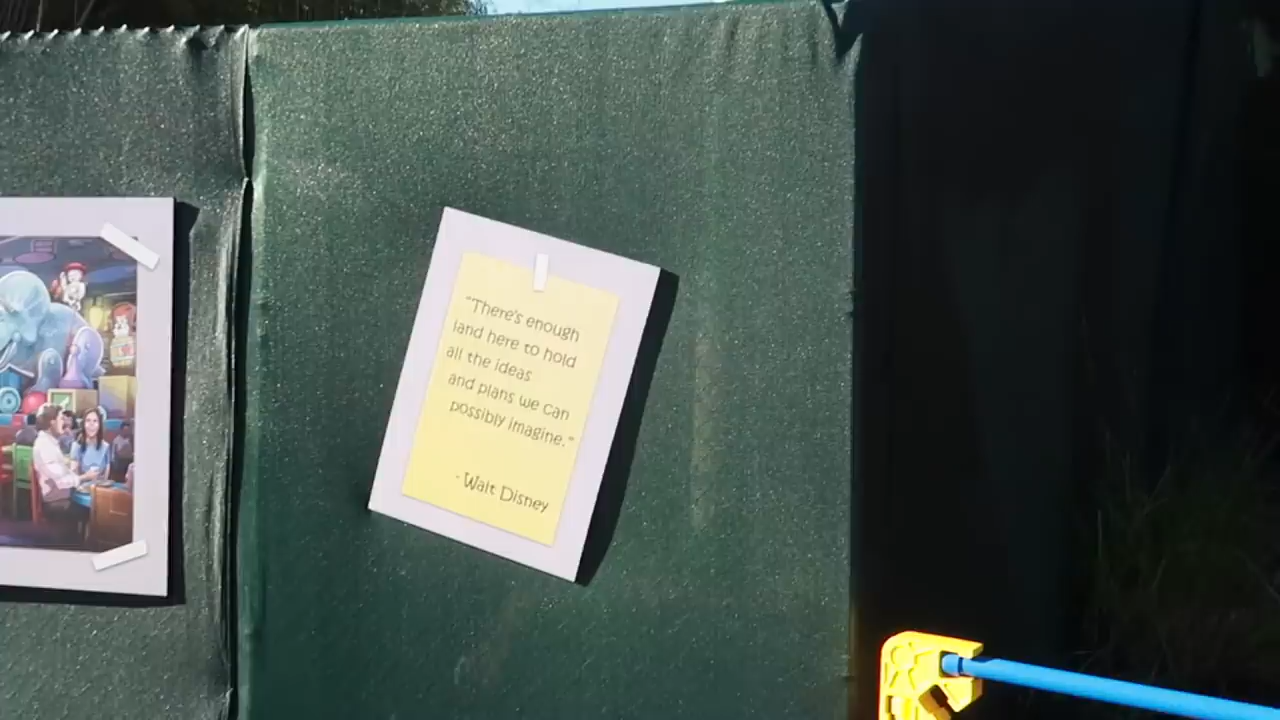 "There's enough
land here to hold
all the ideas
and plans we can
possibly imagine."
- Walt Disney